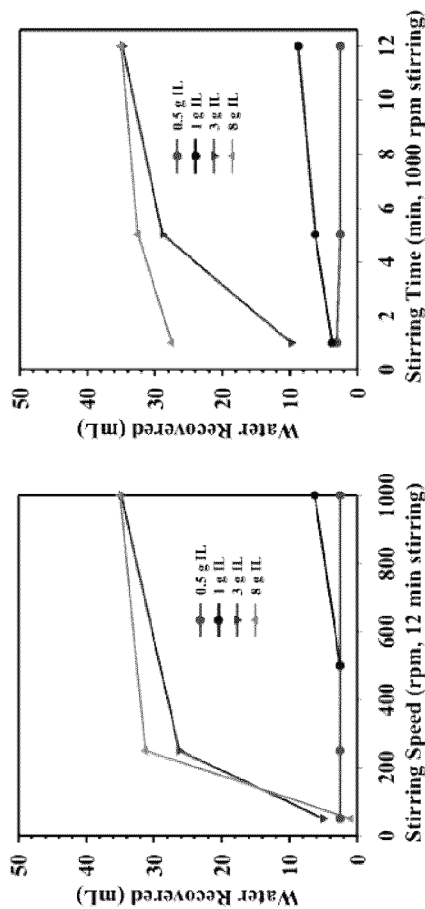 50
40
30
20
10
0
Water Recovered (mL)
0.5 g IL
1 g IL
3 g IL
8 g IL
0 200 400 600 800 1000
Stirring Speed (rpm, 12 min stirring)
50
40
30
20
10
0
Water Recovered (mL)
0.5 g IL
1 g IL
3 g IL
8 g IL
0 2 4 6 8 10 12
Stirring Time (min, 1000 rpm stirring)